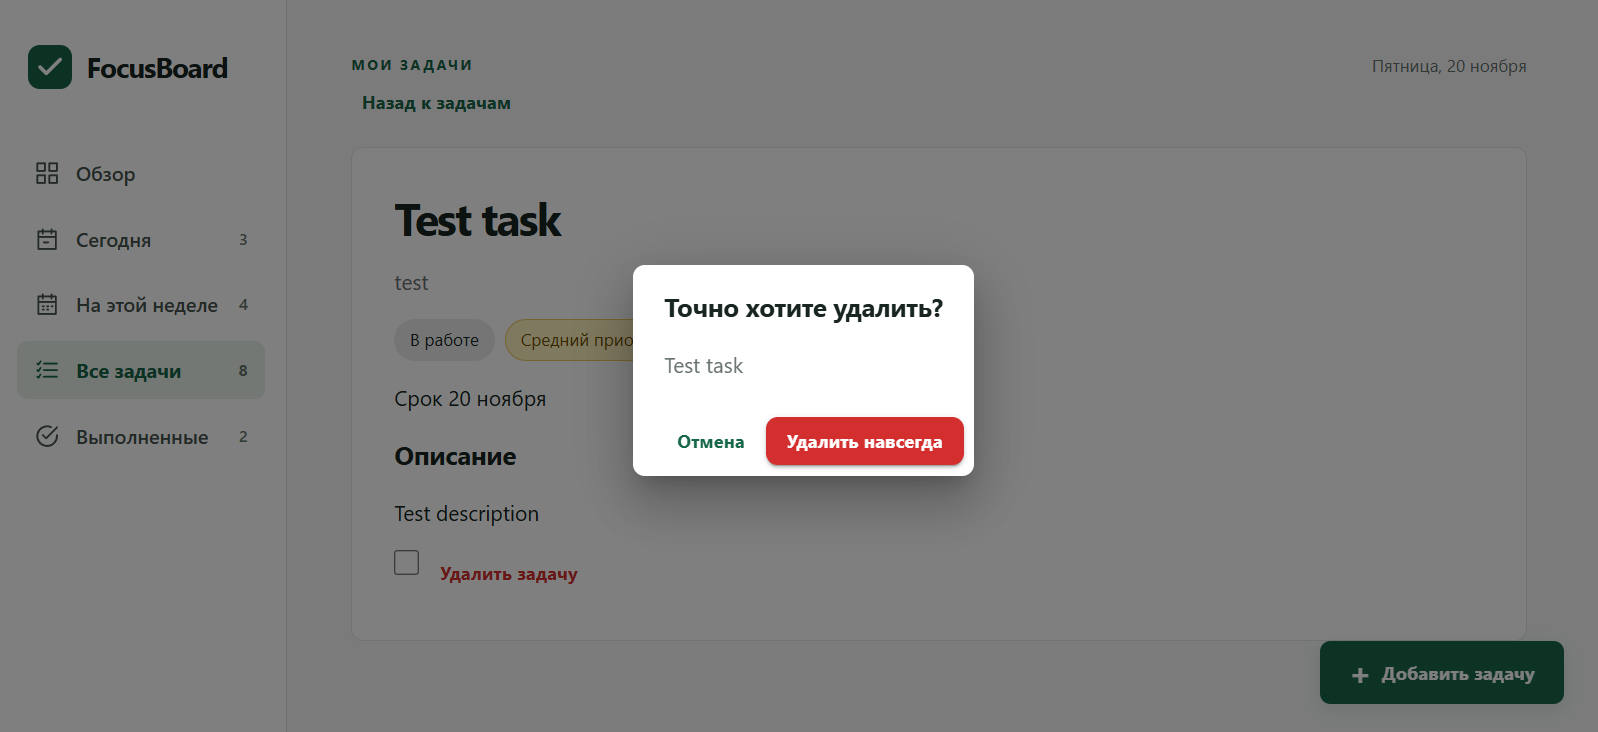 FocusBoard
Обзор
Сегодня 3
На этой неделе 4
Все задачи 8
Выполненные 2
МОИ ЗАДАЧИ
Пятница, 20 ноября
Назад к задачам
Test task
test
В работе
Средний прио
Срок 20 ноября
Описание
Test description
Удалить задачу
Точно хотите удалить?
Test task
Отмена
Удалить навсегда
Добавить задачу